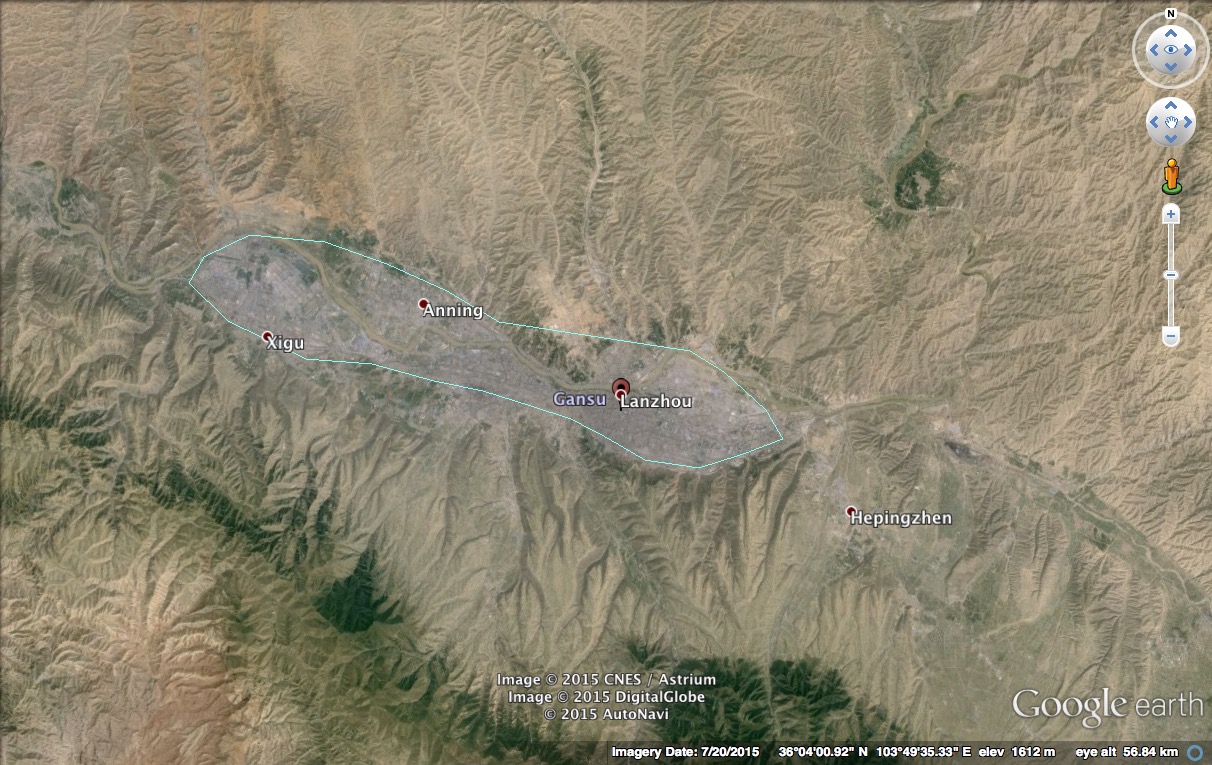 N
Anning
Xigu
Gansu
Lanzhou
Hepingzhen
Image © 2015 CNES / Astrium
Image © 2015 DigitalGlobe
© 2015 AutoNavi
Google earth
Imagery Date: 7/20/2015 36°04'00.92" N 103°49'35.33" E elev 1612 m eye alt 56.84 km